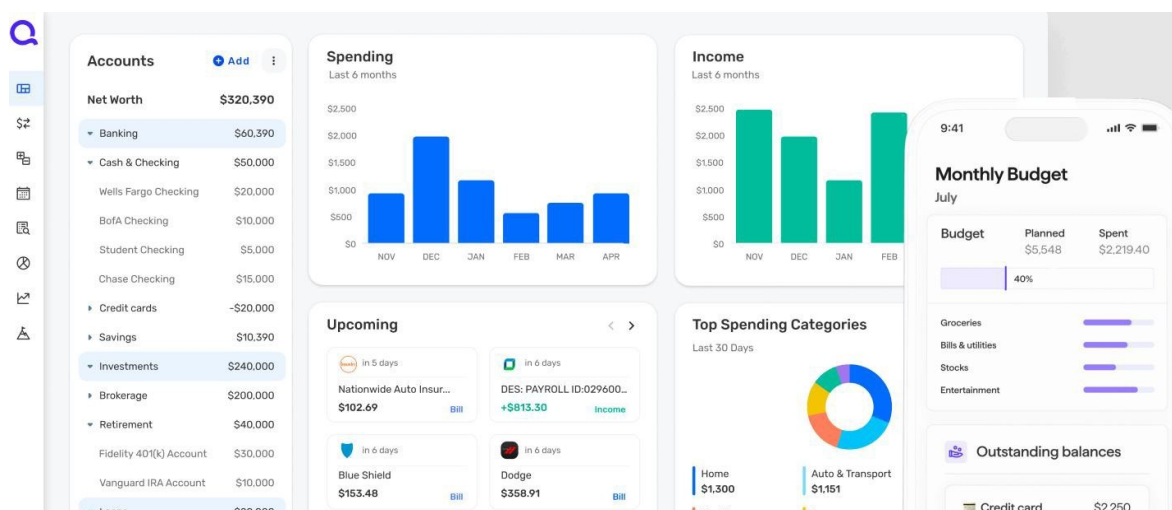 Accounts
Add
Net Worth $320,390
Banking $60,390
Cash & Checking $50,000
Wells Fargo Checking $20,000
BofA Checking $10,000
Student Checking $5,000
Chase Checking $15,000
Credit cards -$20,000
Savings $10,390
Investments $240,000
Brokerage $200,000
Retirement $40,000
Fidelity 401(k) Account $30,000
Vanguard IRA Account $10,000
Spending
Last 6 months
$2,500
$2,000
$1,500
$1,000
$500
$0
NOV DEC JAN FEB MAR APR
Income
Last 6 months
$2,500
$2,000
$1,500
$1,000
$500
$0
NOV DEC JAN FEB
Upcoming
in 5 days
Nationwide Auto Insur...
$102.69 Bill
in 6 days
DES: PAYROLL ID:029600...
+$813.30 Income
in 6 days
Blue Shield
$153.48 Bill
in 6 days
Dodge
$358.91 Bill
Top Spending Categories
Last 30 Days
Home
$1,300
Auto & Transport
$1,151
9:41
Monthly Budget
July
Budget Planned Spent
$5,548 $2,219.40
40%
Groceries
Bills & utilities
Stocks
Entertainment
Outstanding balances
Credit card $2,250